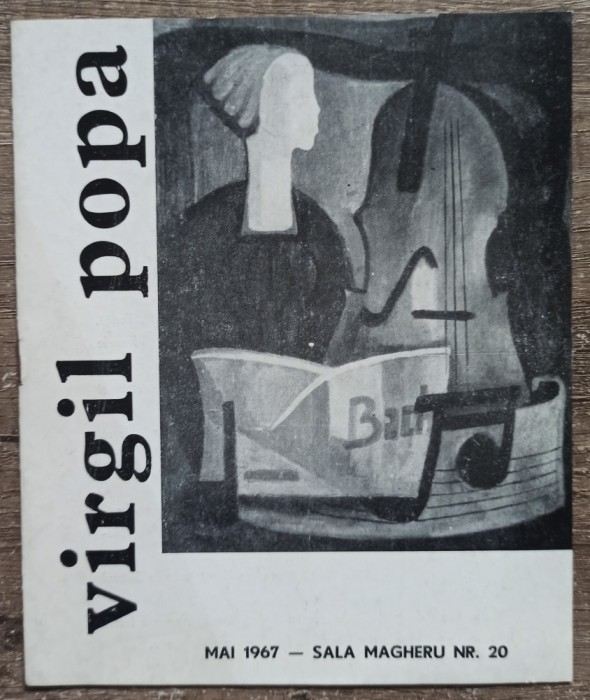 virgil popa
Bach
MAI 1967 — SALA MAGHERU NR. 20